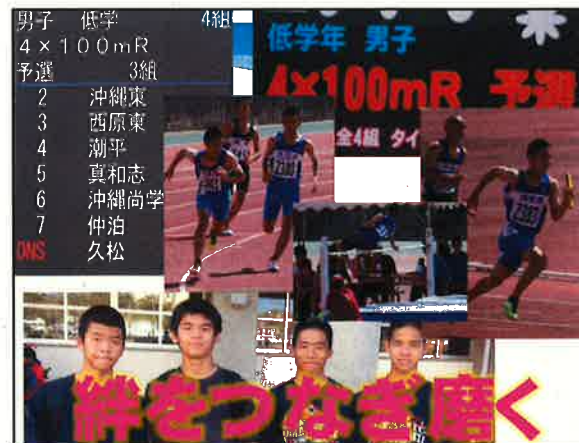 男子 低学 4組
4×100mR
予選 3組
2 沖縄東
3 西原東
4 潮平
5 真和志
6 沖縄尚学
7 仲泊
DNS 久松
低学年 男子
4×100mR 予選
全4組 タイ
絆をつなぎ磨く